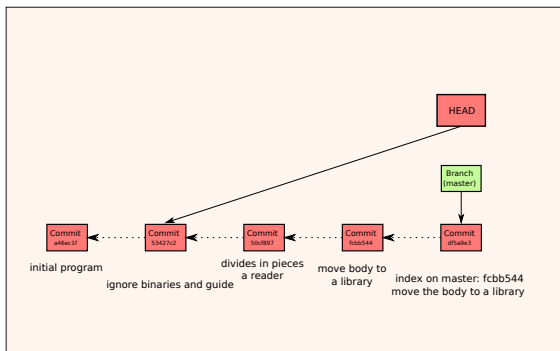 HEAD
Branch
(master)
Commit
a46ec1f
Commit
53427c2
Commit
50cf897
Commit
fcbb544
Commit
df5a9e3
initial program
ignore binaries and guide
divides in pieces
a reader
move body to
a library
index on master: fcbb544
move the body to a library